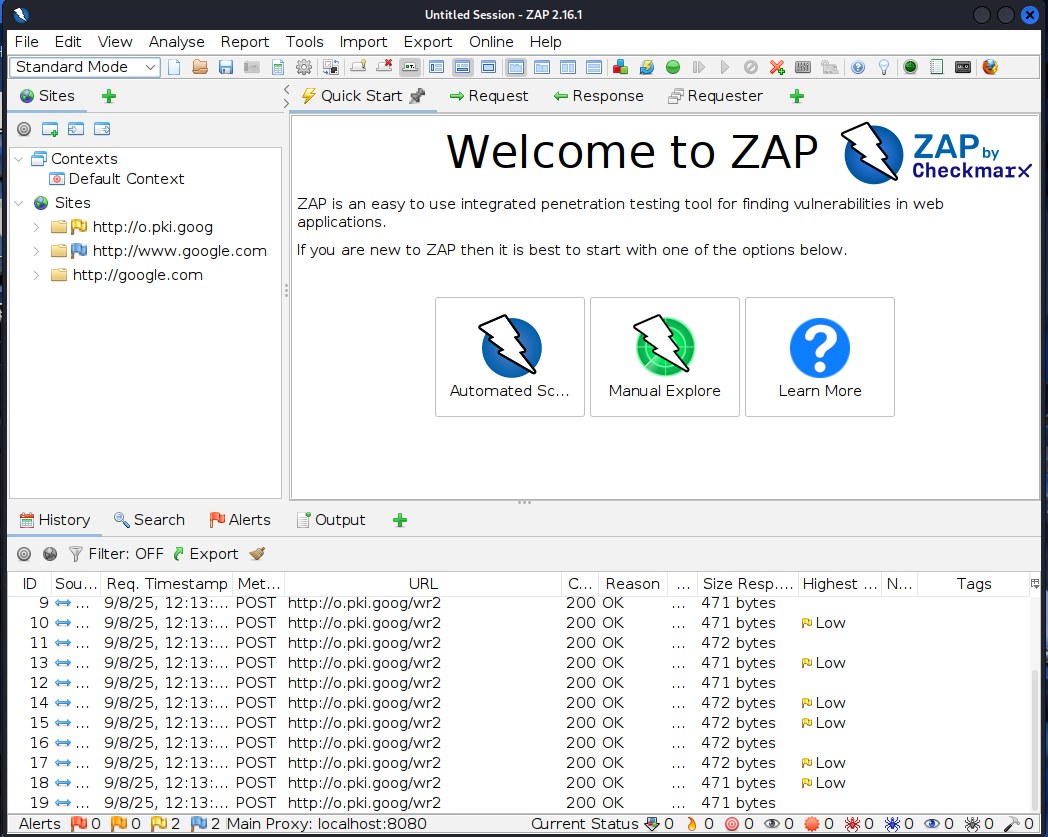 Untitled Session - ZAP 2.16.1
File Edit View Analyse Report Tools Import Export Online Help
Standard Mode
Sites
Quick Start Request Response Requester
Contexts
Default Context
Sites
http://o.pki.goog
http://www.google.com
http://google.com
Welcome to ZAP
ZAP by Checkmarx
ZAP is an easy to use integrated penetration testing tool for finding vulnerabilities in web
applications.
If you are new to ZAP then it is best to start with one of the options below.
Automated Sc... Manual Explore Learn More
History Search Alerts Output
Filter: OFF Export
ID Sou... Req. Timestamp Met... URL C... Reason ... Size Resp.... Highest ... N... Tags
9 ... 9/8/25, 12:13:... POST http://o.pki.goog/wr2 200 OK ... 471 bytes
10 ... 9/8/25, 12:13:... POST http://o.pki.goog/wr2 200 OK ... 471 bytes Low
11 ... 9/8/25, 12:13:... POST http://o.pki.goog/wr2 200 OK ... 472 bytes
13 ... 9/8/25, 12:13:... POST http://o.pki.goog/wr2 200 OK ... 471 bytes Low
12 ... 9/8/25, 12:13:... POST http://o.pki.goog/wr2 200 OK ... 471 bytes
14 ... 9/8/25, 12:13:... POST http://o.pki.goog/wr2 200 OK ... 472 bytes Low
15 ... 9/8/25, 12:13:... POST http://o.pki.goog/wr2 200 OK ... 472 bytes Low
16 ... 9/8/25, 12:13:... POST http://o.pki.goog/wr2 200 OK ... 472 bytes
17 ... 9/8/25, 12:13:... POST http://o.pki.goog/wr2 200 OK ... 472 bytes Low
18 ... 9/8/25, 12:13:... POST http://o.pki.goog/wr2 200 OK ... 471 bytes Low
19 ... 9/8/25, 12:13:... POST http://o.pki.goog/wr2 200 OK ... 472 bytes
Alerts 0 0 2 2 Main Proxy: localhost:8080 Current Status 0 0 0 0 0 0 0 0 0 0